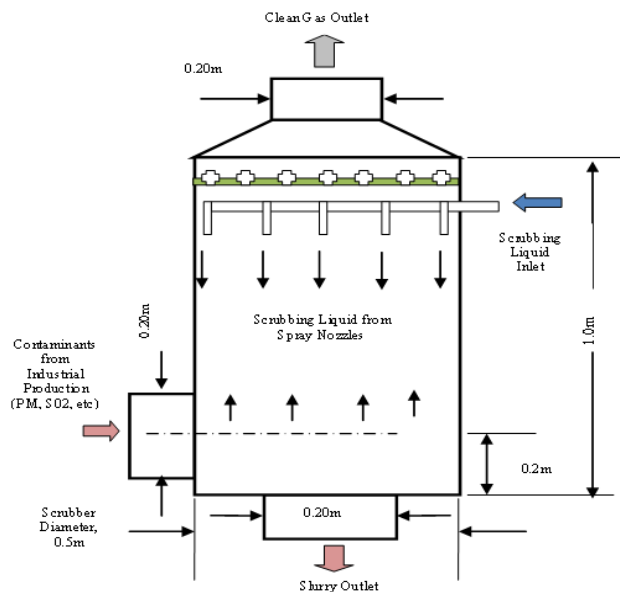 Clean Gas Outlet
0.20m
Scrubbing
Liquid
Inlet
Scrubbing Liquid from
Spray Nozzles
0.20m
1.0m
Contaminants
from
Industrial
Production
(PM, S02, etc)
0.2m
Scrubber
Diameter,
0.5m
0.20m
Slurry Outlet